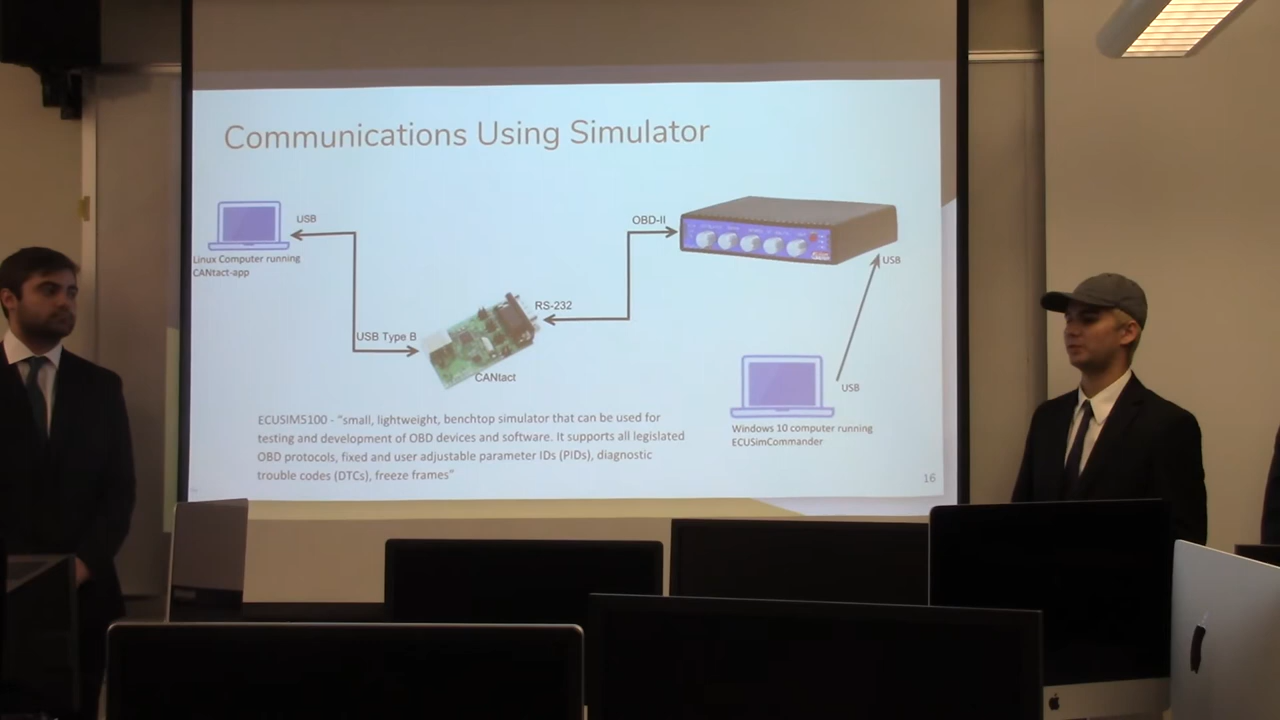 Communications Using Simulator
USB
OBD-II
Linux Computer running
CANtact-app
USB
RS-232
USB Type B
CANtact
USB
Windows 10 computer running
ECUSimCommander
ECUSIM5100 - “small, lightweight, benchtop simulator that can be used for
testing and development of OBD devices and software. It supports all legislated
OBD protocols, fixed and user adjustable parameter IDs (PIDs), diagnostic
trouble codes (DTCs), freeze frames”
16